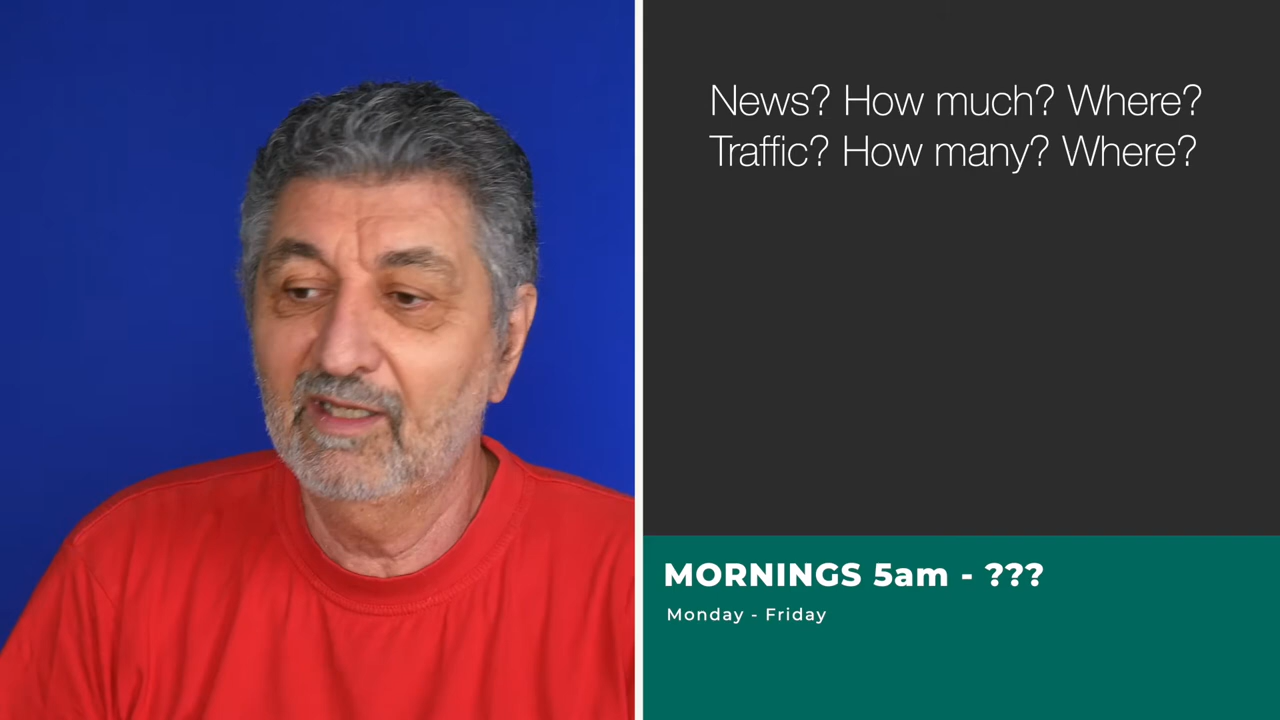 News? How much? Where?
Traffic? How many? Where?
MORNINGS 5am - ???
Monday - Friday